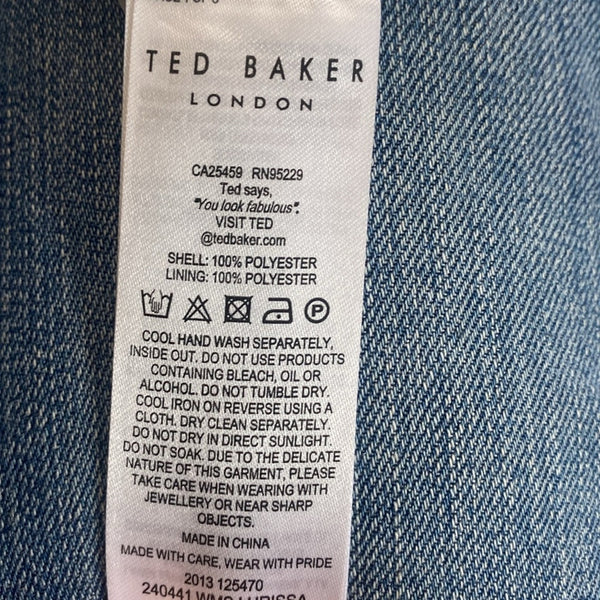 TED BAKER
LONDON
CA25459 RN95229
Ted says,
"You look fabulous".
VISIT TED
@tedbaker.com
SHELL: 100% POLYESTER
LINING: 100% POLYESTER
P
COOL HAND WASH SEPARATELY,
INSIDE OUT. DO NOT USE PRODUCTS
CONTAINING BLEACH, OIL OR
ALCOHOL. DO NOT TUMBLE DRY.
COOL IRON ON REVERSE USING A
CLOTH. DRY CLEAN SEPARATELY.
DO NOT DRY IN DIRECT SUNLIGHT.
DO NOT SOAK. DUE TO THE DELICATE
NATURE OF THIS GARMENT, PLEASE
TAKE CARE WHEN WEARING WITH
JEWELLERY OR NEAR SHARP
OBJECTS.
MADE IN CHINA
MADE WITH CARE, WEAR WITH PRIDE
2013 125470
240441 WMO LURISSA